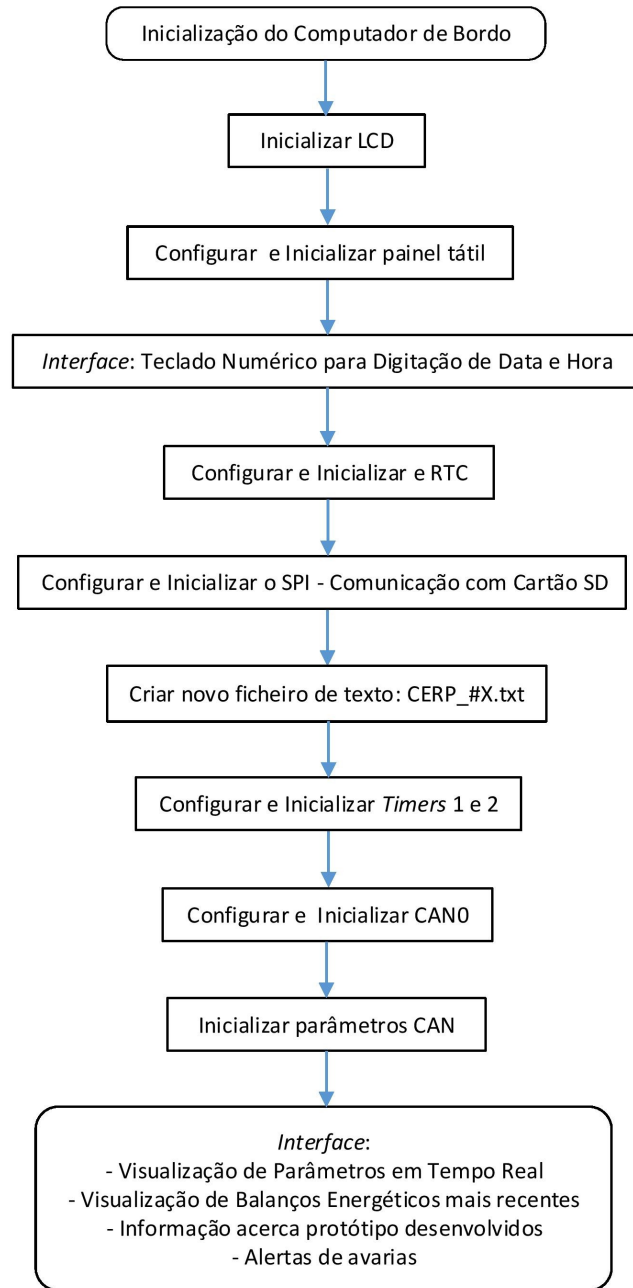 Inicialização do Computador de Bordo
Inicializar LCD
Configurar e Inicializar painel tátil
Interface: Teclado Numérico para Digitação de Data e Hora
Configurar e Inicializar e RTC
Configurar e Inicializar o SPI - Comunicação com Cartão SD
Criar novo ficheiro de texto: CERP_#X.txt
Configurar e Inicializar Timers 1 e 2
Configurar e Inicializar CAN0
Inicializar parâmetros CAN
Interface:
- Visualização de Parâmetros em Tempo Real
- Visualização de Balanços Energéticos mais recentes
- Informação acerca protótipo desenvolvidos
- Alertas de avarias